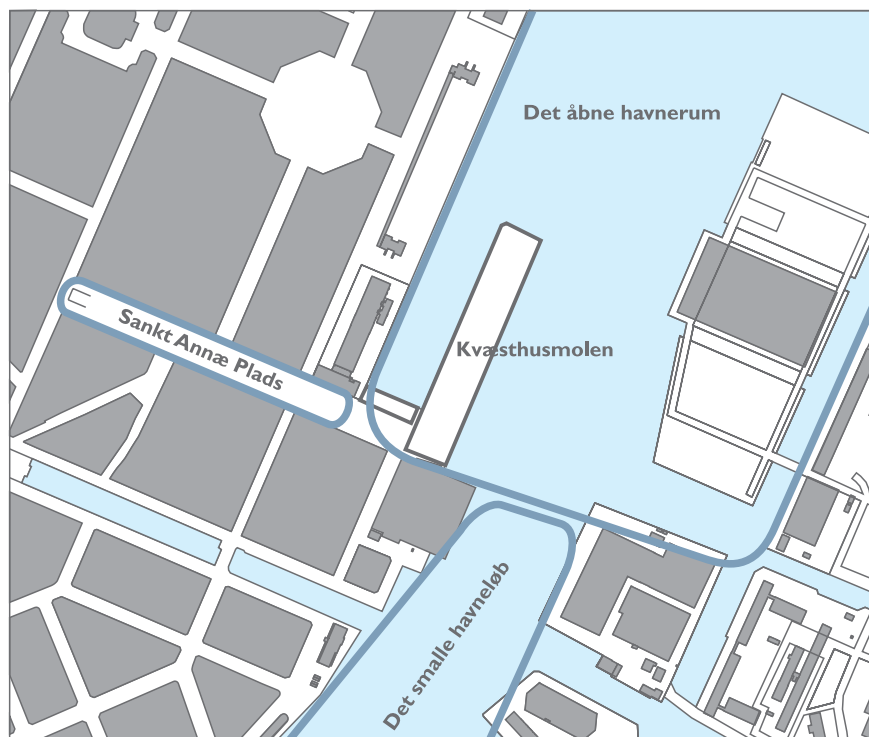 Det åbne havnerum
Sankt Annæ Plads
Kvæsthusmolen
Det smalle havneløb